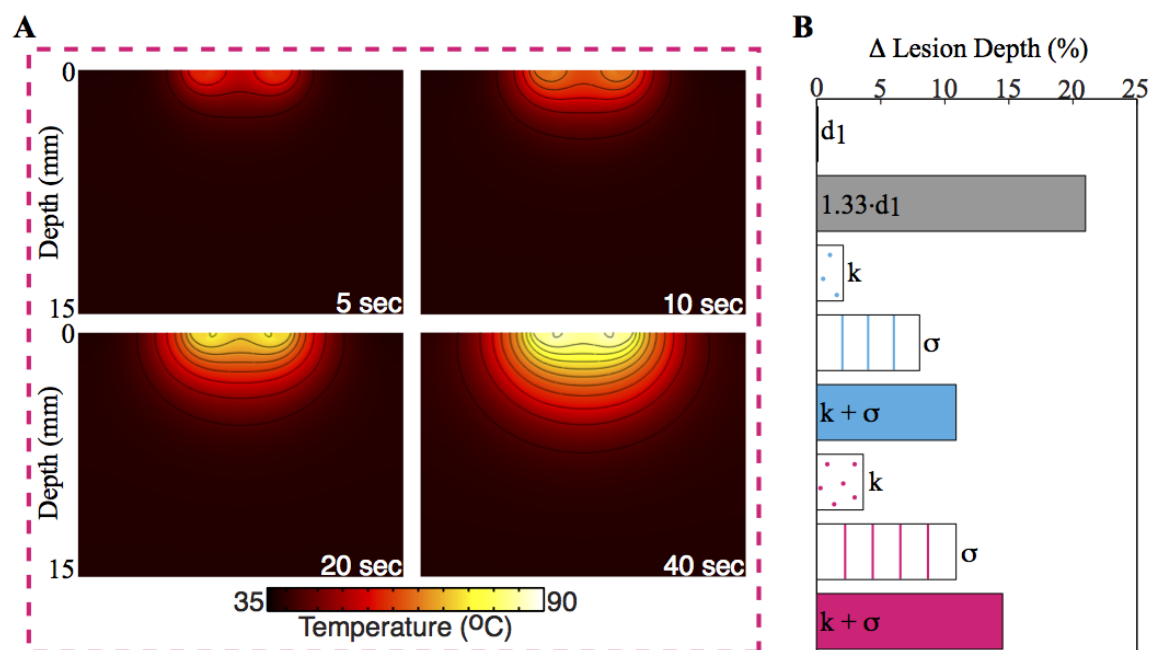 A
0
Depth (mm)
15
5 sec
10 sec
0
Depth (mm)
15
20 sec
40 sec
35
90
Temperature (ºC)
B
Δ Lesion Depth (%)
0 5 10 15 20 25
d1
1.33·d1
k
σ
k + σ
k
σ
k + σ